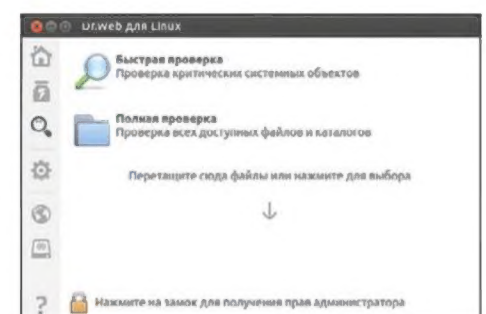 Dr.Web для Linux
Быстрая проверка
Проверка критических системных объектов
Полная проверка
Проверка всех доступных файлов и каталогов
Перетащите сюда файлы или нажмите для выбора
Нажмите на замок для получения прав администратора